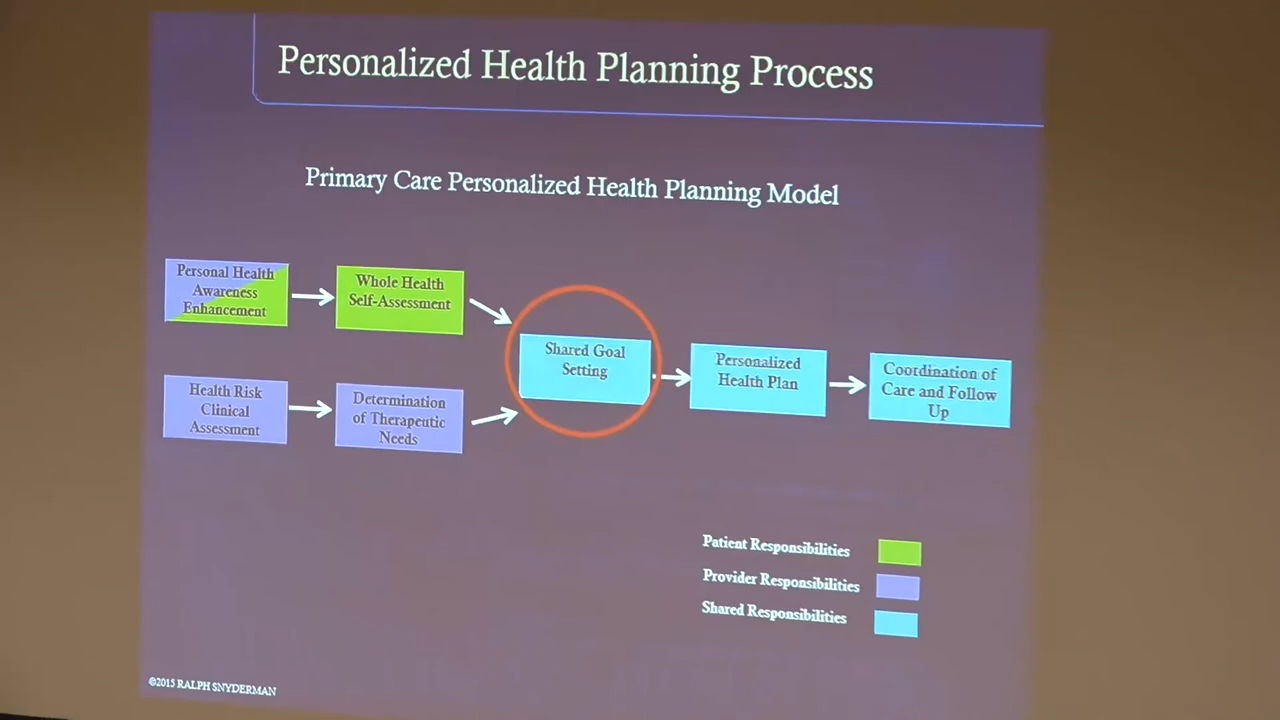 Personalized Health Planning Process
Primary Care Personalized Health Planning Model
Personal Health
Awareness
Enhancement
Whole Health
Self-Assessment
Health Risk
Clinical
Assessment
Determination
of Therapeutic
Needs
Shared Goal
Setting
Personalized
Health Plan
Coordination of
Care and Follow
Up
Patient Responsibilities
Provider Responsibilities
Shared Responsibilities
©2015 RALPH SNYDERMAN